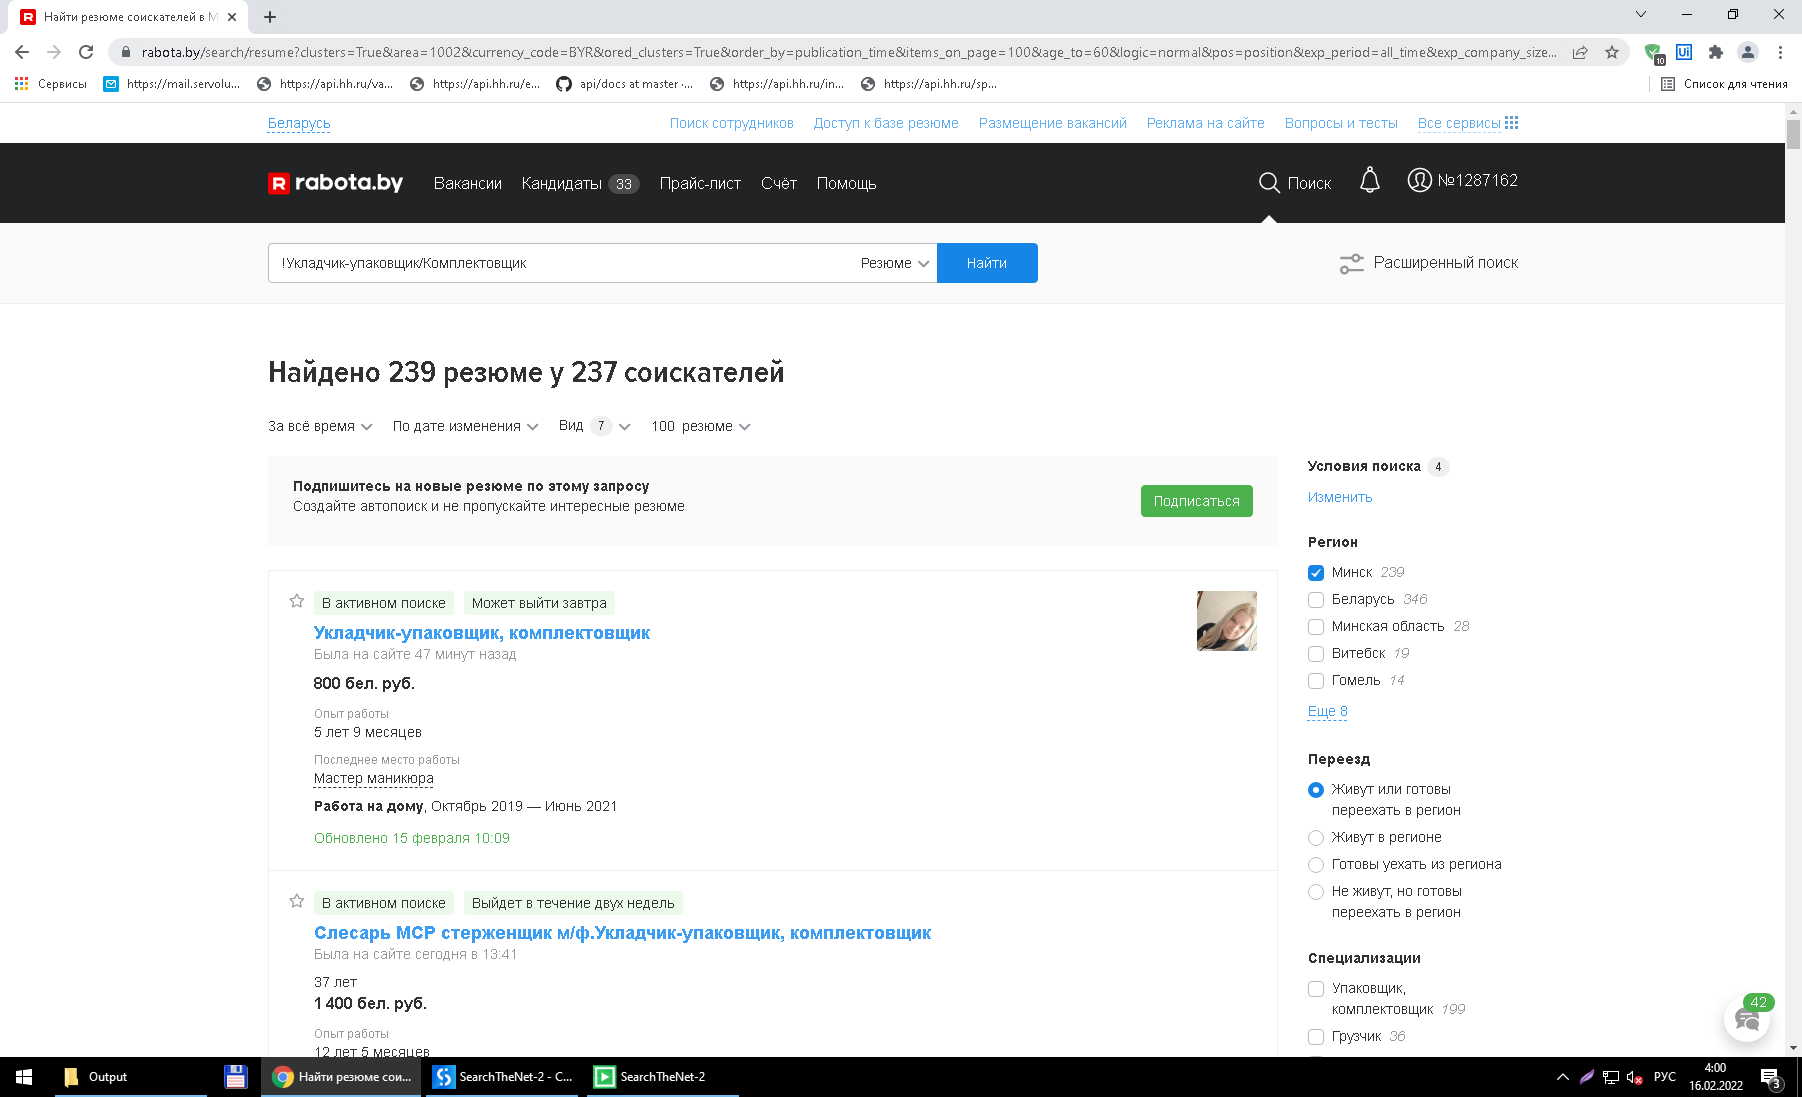 Найти резюме соискателей в М
rabota.by/search/resume?clusters=True&area=1002&currency_code=BYR&ored_clusters=True&order_by=publication_time&items_on_page=100&age_to=60&logic=normal&pos=position&exp_period=all_time&exp_company_size...
10
Ui
Сервисы
https://mail.servolu...
https://api.hh.ru/va...
https://api.hh.ru/e...
api/docs at master ·...
https://api.hh.ru/in...
https://api.hh.ru/sp...
Список для чтения
Беларусь
Поиск сотрудников
Доступ к базе резюме
Размещение вакансий
Реклама на сайте
Вопросы и тесты
Все сервисы
R rabota.by
Вакансии
Кандидаты 33
Прайс-лист
Счёт
Помощь
Поиск
№1287162
!Укладчик-упаковщик/Комплектовщик
Резюме
Найти
Расширенный поиск
Найдено 239 резюме у 237 соискателей
За всё время
По дате изменения
Вид 7
100 резюме
Подпишитесь на новые резюме по этому запросу
Создайте автопоиск и не пропускайте интересные резюме
Подписаться
В активном поиске
Может выйти завтра
Укладчик-упаковщик, комплектовщик
Была на сайте 47 минут назад
800 бел. руб.
Опыт работы
5 лет 9 месяцев
Последнее место работы
Мастер маникюра
Работа на дому, Октябрь 2019 — Июнь 2021
Обновлено 15 февраля 10:09
В активном поиске
Выйдет в течение двух недель
Слесарь МСР стерженщик м/ф.Укладчик-упаковщик, комплектовщик
Была на сайте сегодня в 13:41
37 лет
1 400 бел. руб.
Опыт работы
12 лет 5 месяцев
Условия поиска 4
Изменить
Регион
Минск 239
Беларусь 346
Минская область 28
Витебск 19
Гомель 14
Еще 8
Переезд
Живут или готовы
переехать в регион
Живут в регионе
Готовы уехать из региона
Не живут, но готовы
переехать в регион
Специализации
Упаковщик,
комплектовщик 199
Грузчик 36
42
Output
Найти резюме сои...
SearchTheNet-2 - C...
SearchTheNet-2
РУС
4:00
16.02.2022
3